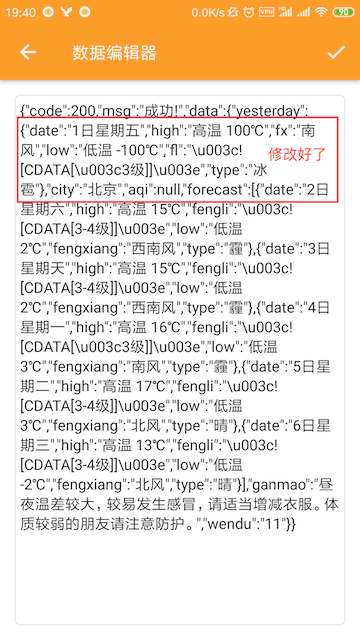 19:40 0.0K/s VPN 90
数据编辑器
{"code":200,"msg":"成功!","data":{"yesterday":
{"date":"1日星期五","high":"高温 100℃","fx":"南
风","low":"低温 -100℃","fl":"\u003c!
[CDATA[\u003c3级]]\u003e","type":"冰
雹"},"city":"北京","aqi":null,"forecast":[{"date":"2日
修改好了
星期六","high":"高温 15℃","fengli":"\u003c!
[CDATA[3-4级]]\u003e","low":"低温
2℃","fengxiang":"西南风","type":"霾"},{"date":"3日
星期天","high":"高温 15℃","fengli":"\u003c!
[CDATA[3-4级]]\u003e","low":"低温
2℃","fengxiang":"西南风","type":"霾"},{"date":"4日
星期一","high":"高温 16℃","fengli":"\u003c!
[CDATA[\u003c3级]]\u003e","low":"低温
3℃","fengxiang":"南风","type":"霾"},{"date":"5日星
期二","high":"高温 17℃","fengli":"\u003c!
[CDATA[3-4级]]\u003e","low":"低温
3℃","fengxiang":"北风","type":"晴"},{"date":"6日星
期三","high":"高温 13℃","fengli":"\u003c!
[CDATA[3-4级]]\u003e","low":"低温
-2℃","fengxiang":"北风","type":"晴"}],"ganmao":"昼
夜温差较大，较易发生感冒，请适当增减衣服。体
质较弱的朋友请注意防护。","wendu":"11"}}